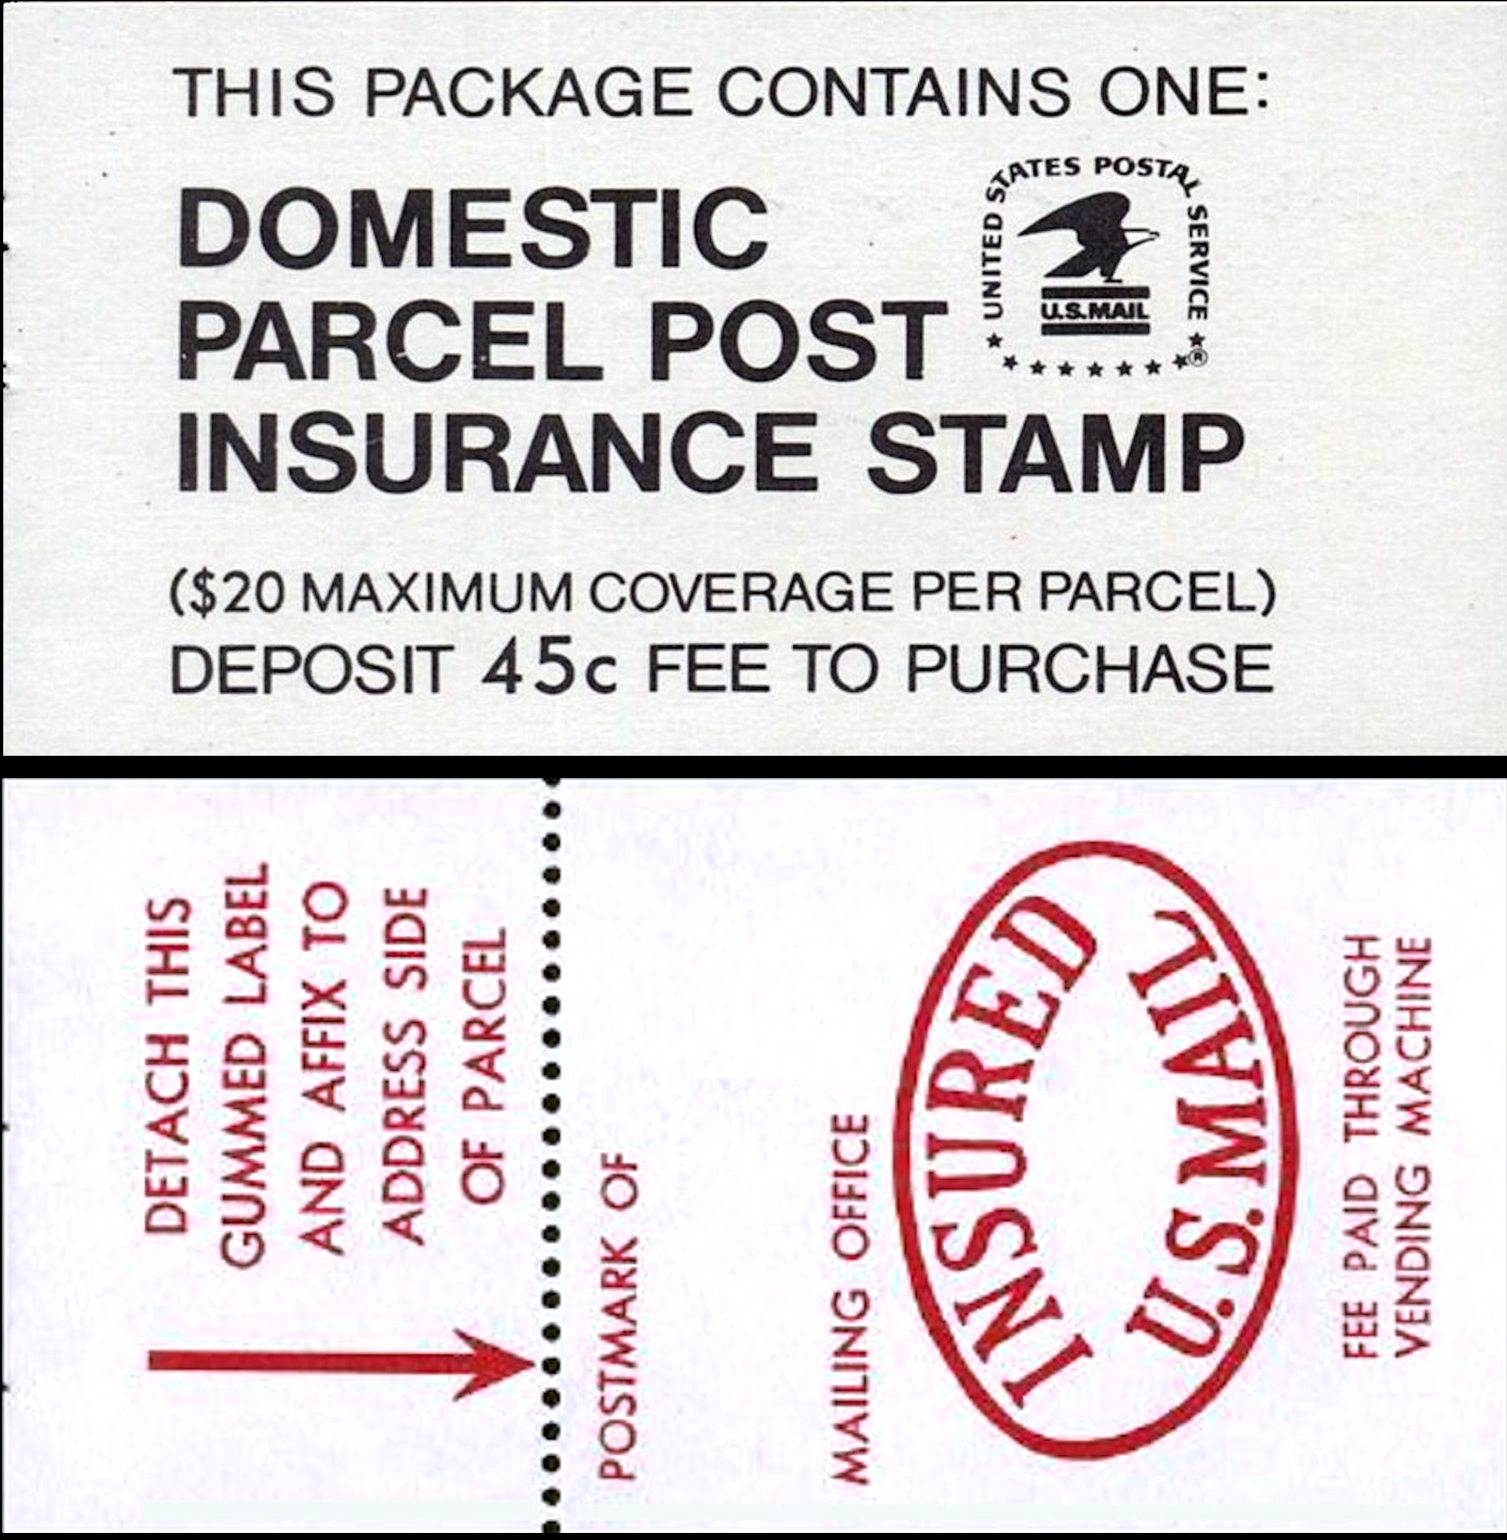 THIS PACKAGE CONTAINS ONE:
DOMESTIC
PARCEL POST
INSURANCE STAMP
UNITED STATES POSTAL SERVICE
U.S.MAIL
®
($20 MAXIMUM COVERAGE PER PARCEL)
DEPOSIT 45c FEE TO PURCHASE
DETACH THIS
GUMMED LABEL
AND AFFIX TO
ADDRESS SIDE
OF PARCEL
POSTMARK OF
MAILING OFFICE
INSURED
U.S. MAIL
FEE PAID THROUGH
VENDING MACHINE